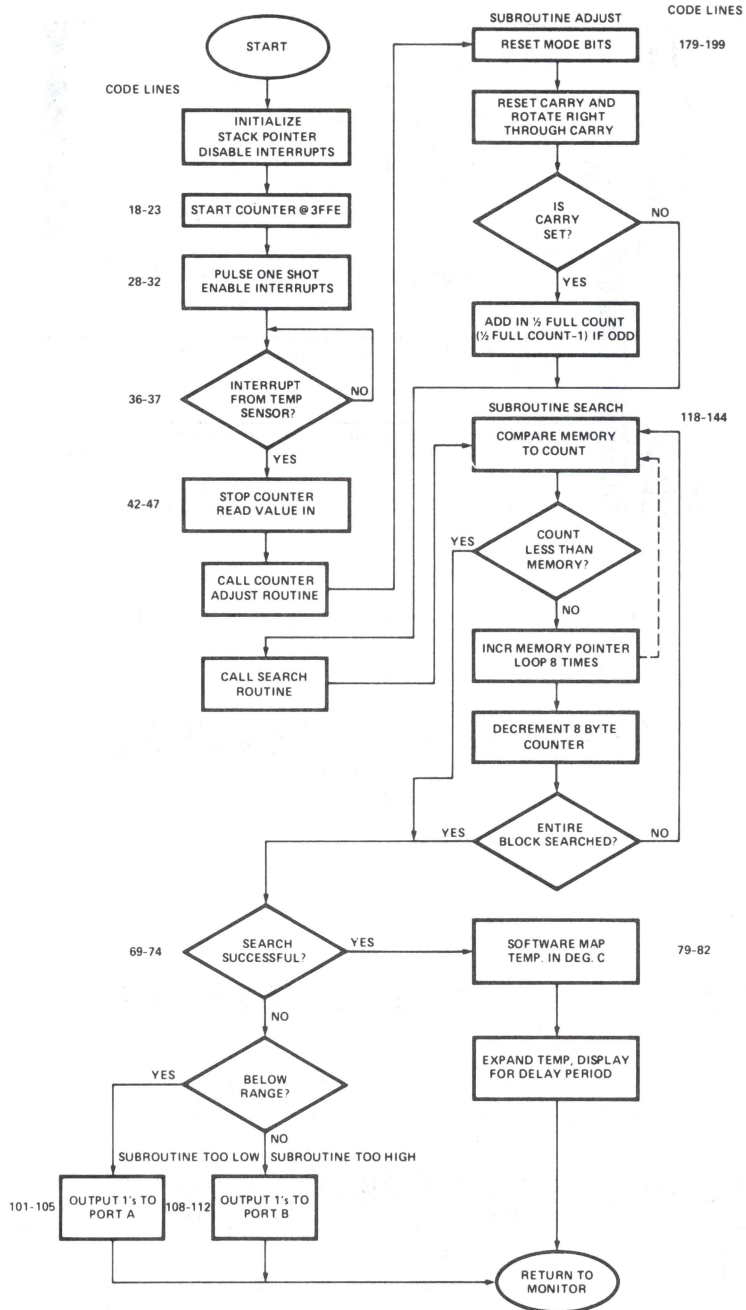 CODE LINES
START
INITIALIZE
STACK POINTER
DISABLE INTERRUPTS
18-23
START COUNTER @ 3FFE
28-32
PULSE ONE SHOT
ENABLE INTERRUPTS
36-37
INTERRUPT
FROM TEMP
SENSOR?
NO
YES
42-47
STOP COUNTER
READ VALUE IN
CALL COUNTER
ADJUST ROUTINE
CALL SEARCH
ROUTINE
CODE LINES
SUBROUTINE ADJUST
RESET MODE BITS
179-199
RESET CARRY AND
ROTATE RIGHT
THROUGH CARRY
IS
CARRY
SET?
NO
YES
ADD IN ½ FULL COUNT
(½ FULL COUNT-1) IF ODD
SUBROUTINE SEARCH
118-144
COMPARE MEMORY
TO COUNT
YES
COUNT
LESS THAN
MEMORY?
NO
INCR MEMORY POINTER
LOOP 8 TIMES
DECREMENT 8 BYTE
COUNTER
YES
ENTIRE
BLOCK SEARCHED?
NO
69-74
SEARCH
SUCCESSFUL?
YES
NO
SOFTWARE MAP
TEMP. IN DEG. C
79-82
EXPAND TEMP, DISPLAY
FOR DELAY PERIOD
YES
BELOW
RANGE?
NO
SUBROUTINE TOO LOW
SUBROUTINE TOO HIGH
101-105
OUTPUT 1's TO
PORT A
108-112
OUTPUT 1's TO
PORT B
RETURN TO
MONITOR